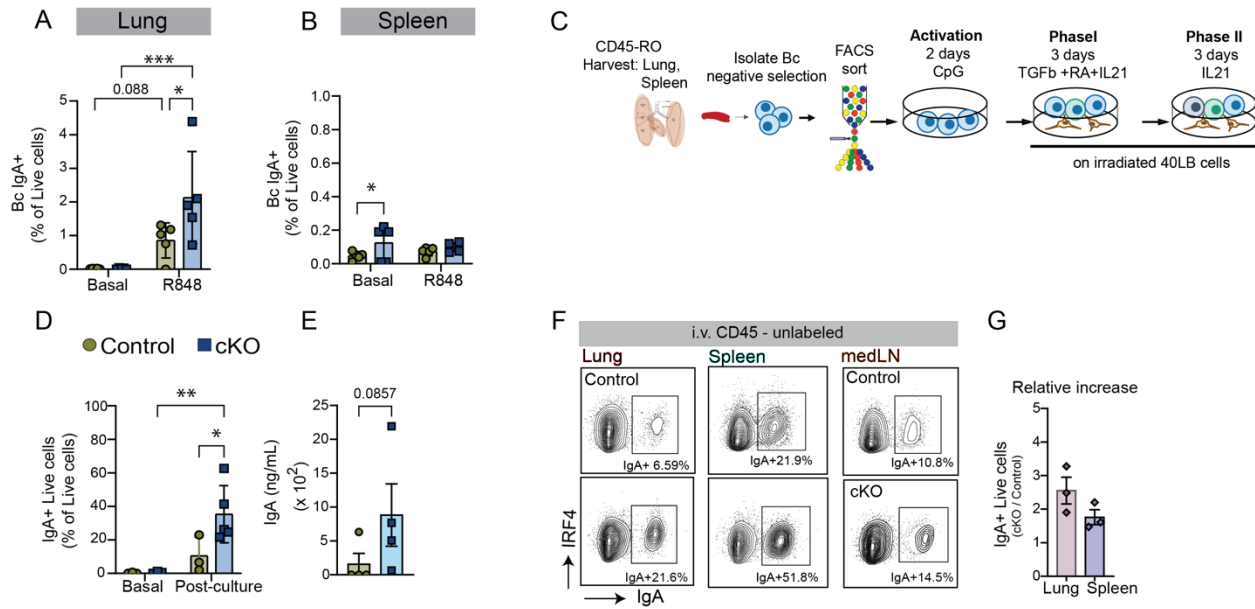 A
Lung
***
0.088
*
Bc IgA+
(% of Live cells)
5
4
3
2
1
0
Basal
R848
B
Spleen
Bc IgA+
(% of Live cells)
1.0
0.8
0.6
0.4
0.2
0.0
*
Basal
R848
C
CD45-RO
Harvest: Lung,
Spleen
Isolate Bc
negative selection
FACS
sort
Activation
2 days
CpG
PhaseI
3 days
TGFb +RA+IL21
Phase II
3 days
IL21
on irradiated 40LB cells
D
Control
cKO
IgA+ Live cells
(% of Live cells)
100
80
60
40
20
0
**
*
Basal
Post-culture
E
0.0857
IgA (ng/mL)
(x 10²)
25
20
15
10
5
0
F
i.v. CD45 - unlabeled
Lung
Spleen
medLN
Control
Control
IgA+ 6.59%
IgA+21.9%
IgA+10.8%
cKO
IgA+21.6%
IgA+51.8%
IgA+14.5%
IRF4
IgA
G
Relative increase
IgA+ Live cells
(cKO / Control)
5
4
3
2
1
0
Lung
Spleen